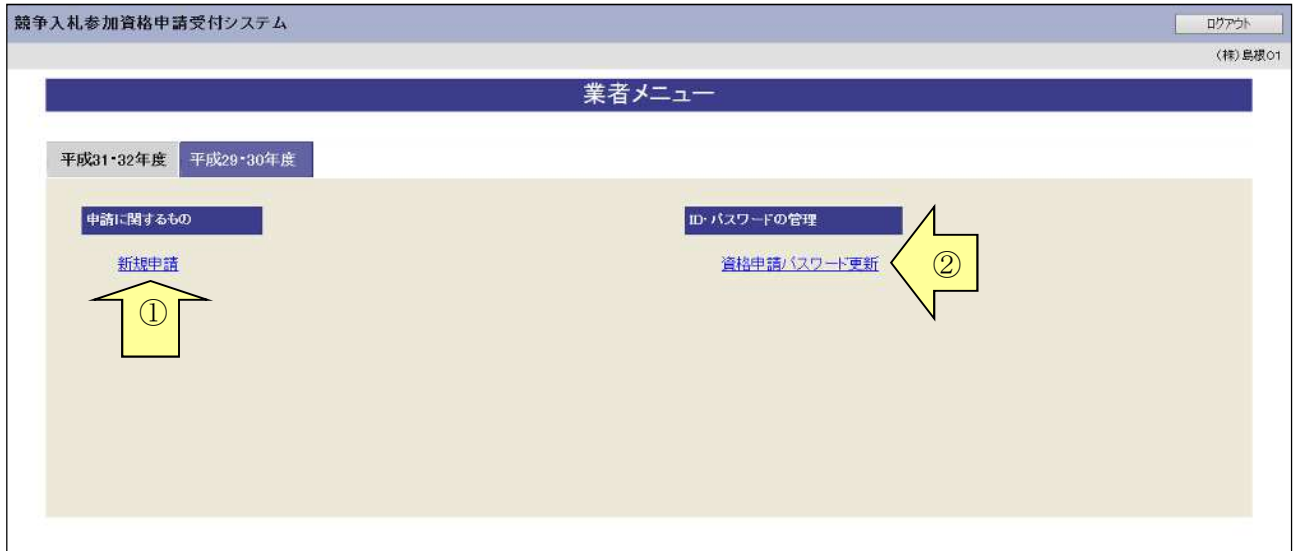 競争入札参加資格申請受付システム
ログアウト
(株)島根01
業者メニュー
平成31・32年度 平成29・30年度
申請に関するもの
ID・パスワードの管理
新規申請
資格申請パスワード更新
②
①